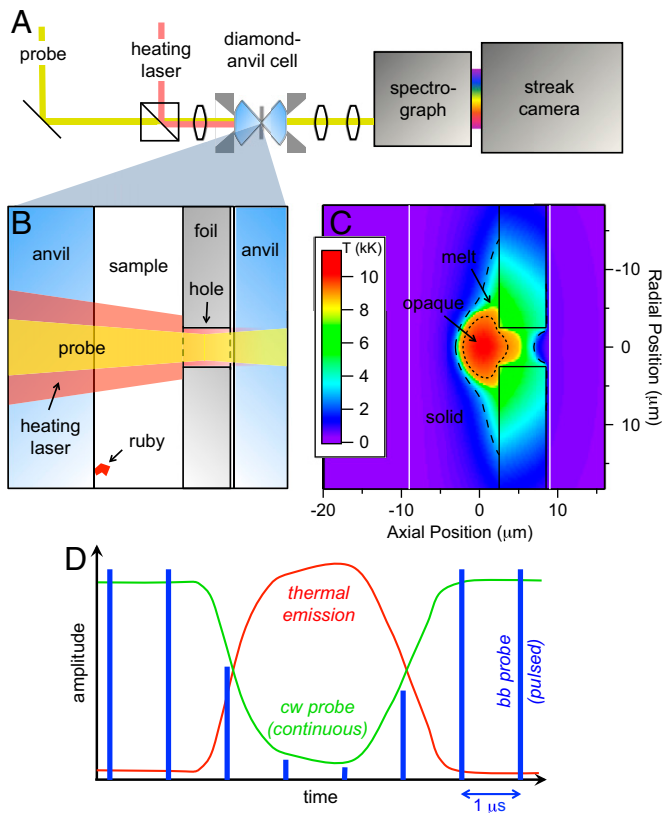 A
probe
heating
laser
diamond-
anvil cell
spectro-
graph
streak
camera
B
anvil
sample
foil
anvil
hole
probe
heating
laser
ruby
C
T (kK)
10
8
6
4
2
0
melt
opaque
solid
-10
0
10
Radial Position (μm)
-20
-10
0
10
Axial Position (μm)
D
amplitude
thermal
emission
cw probe
(continuous)
bb probe
(pulsed)
time
1 μs